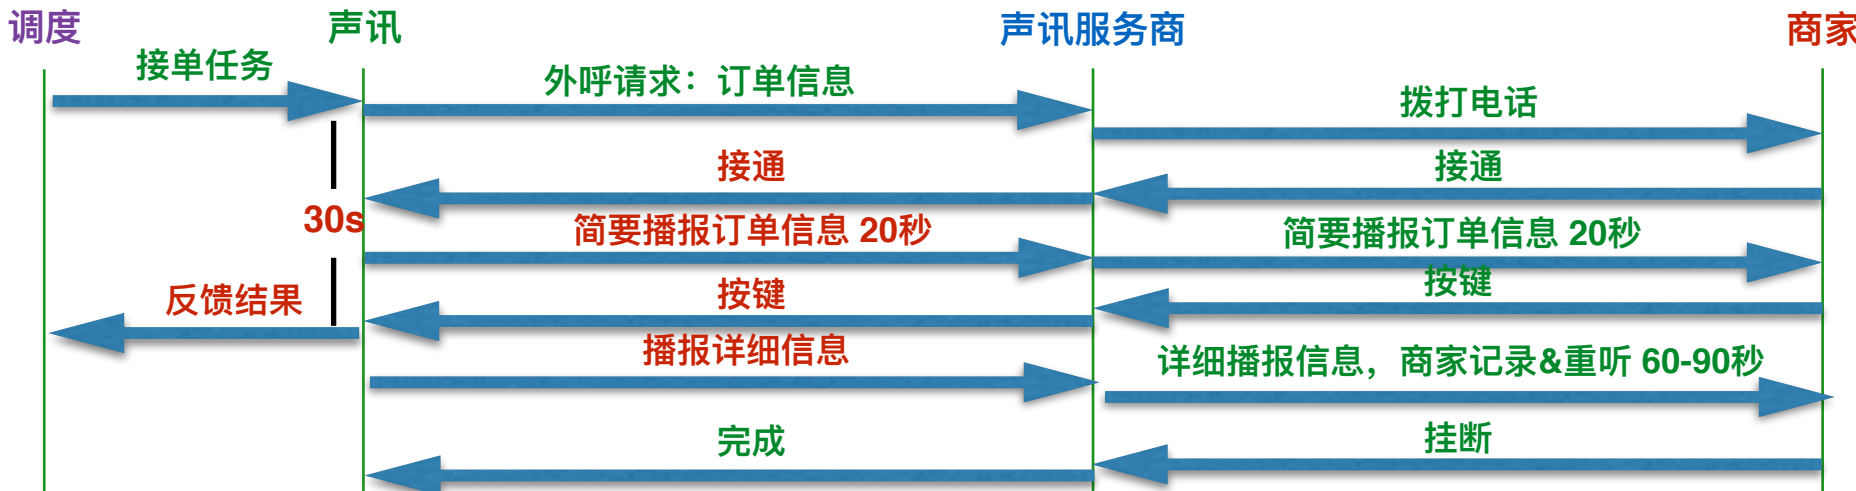 调度
声讯
声讯服务商
商家
接单任务
外呼请求：订单信息
拨打电话
接通
接通
30s
简要播报订单信息 20秒
简要播报订单信息 20秒
反馈结果
按键
按键
播报详细信息
详细播报信息，商家记录&重听 60-90秒
完成
挂断